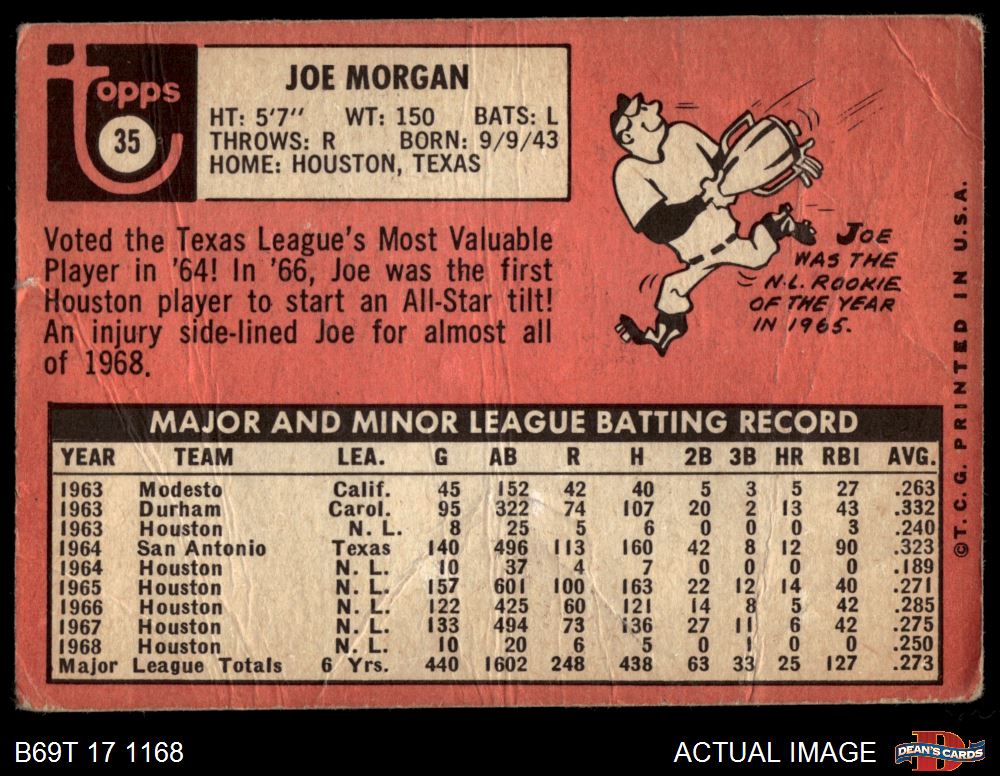 topps
35
JOE MORGAN
HT: 5'7" WT: 150 BATS: L
THROWS: R BORN: 9/9/43
HOME: HOUSTON, TEXAS
Voted the Texas League's Most Valuable
Player in '64! In '66, Joe was the first
Houston player to start an All-Star tilt!
An injury side-lined Joe for almost all
of 1968.
JOE
WAS THE
N.L. ROOKIE
OF THE YEAR
IN 1965.
©T.C.G. PRINTED IN U.S.A.
MAJOR AND MINOR LEAGUE BATTING RECORD
YEAR TEAM LEA. G AB R H 2B 3B HR RBI AVG.
1963 Modesto Calif. 45 152 42 40 5 3 5 27 .263
1963 Durham Carol. 95 322 74 107 20 2 13 43 .332
1963 Houston N. L. 8 25 5 6 0 0 0 3 .240
1964 San Antonio Texas 140 496 113 160 42 8 12 90 .323
1964 Houston N. L. 10 37 4 7 0 0 0 0 .189
1965 Houston N. L. 157 601 100 163 22 12 14 40 .271
1966 Houston N. L. 122 425 60 121 14 8 5 42 .285
1967 Houston N. L. 133 494 73 136 27 11 6 42 .275
1968 Houston N. L. 10 20 6 5 0 1 0 0 .250
Major League Totals 6 Yrs. 440 1602 248 438 63 33 25 127 .273
B69T 17 1168
ACTUAL IMAGE
DEAN'S CARDS